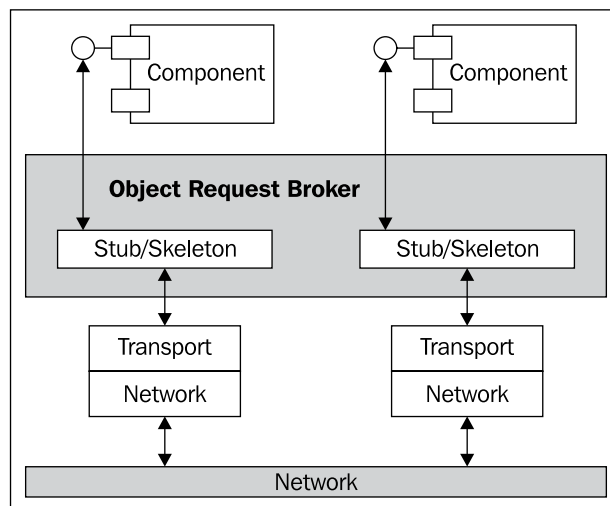 Component
Component
Object Request Broker
Stub/Skeleton
Stub/Skeleton
Transport
Transport
Network
Network
Network